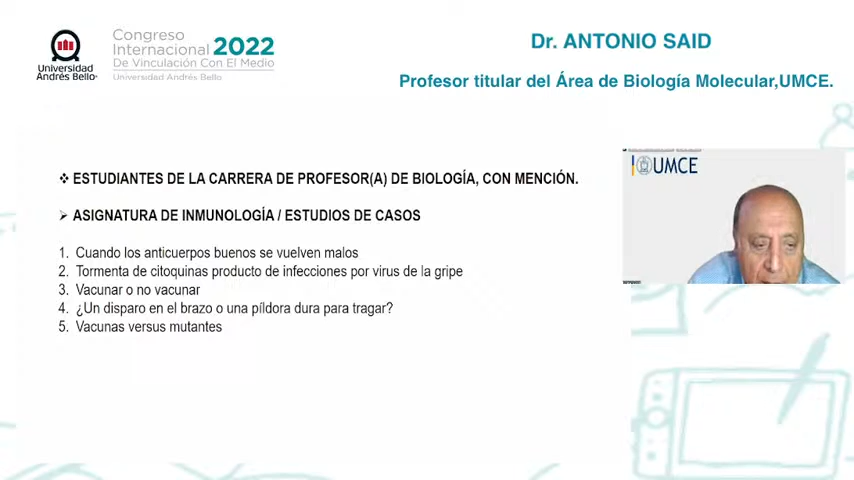 Universidad
Andrés Bello
Congreso
Internacional 2022
De Vinculación Con El Medio
Universidad Andrés Bello
Dr. ANTONIO SAID
Profesor titular del Área de Biología Molecular,UMCE.
UMCE
❖ ESTUDIANTES DE LA CARRERA DE PROFESOR(A) DE BIOLOGÍA, CON MENCIÓN.
➤ ASIGNATURA DE INMUNOLOGÍA / ESTUDIOS DE CASOS
1. Cuando los anticuerpos buenos se vuelven malos
2. Tormenta de citoquinas producto de infecciones por virus de la gripe
3. Vacunar o no vacunar
4. ¿Un disparo en el brazo o una píldora dura para tragar?
5. Vacunas versus mutantes